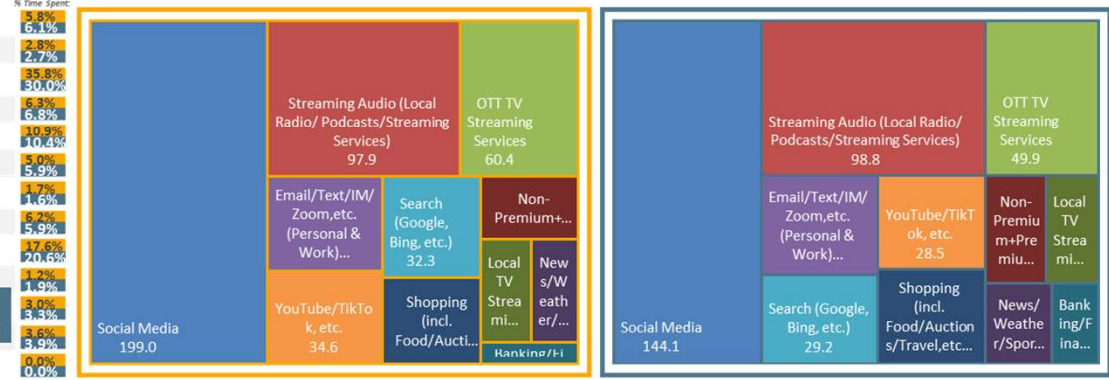 % Time Spent:
5.8%
6.1%
2.8%
2.7%
35.8%
30.0%
6.3%
6.8%
10.9%
10.4%
5.0%
5.9%
1.7%
1.6%
6.2%
5.9%
17.6%
20.6%
1.2%
1.9%
3.0%
3.3%
3.6%
3.9%
0.0%
0.0%
Social Media
199.0
Streaming Audio (Local
Radio/ Podcasts/Streaming
Services)
97.9
OTT TV
Streaming
Services
60.4
Email/Text/IM/
Zoom,etc.
(Personal &
Work)...
Search
(Google,
Bing, etc.)
32.3
Non-
Premium+...
YouTube/TikTo
k, etc.
34.6
Shopping
(incl.
Food/Aucti...
Local
TV
Strea
mi...
New
s/W
eath
er/...
Banking/Fi
Social Media
144.1
Streaming Audio (Local Radio/
Podcasts/Streaming Services)
98.8
OTT TV
Streaming
Services
49.9
Email/Text/IM/
Zoom,etc.
(Personal &
Work)...
YouTube/TikT
ok, etc.
28.5
Non-
Premiu
m+Pre
miu...
Local
TV
Strea
mi...
Search (Google,
Bing, etc.)
29.2
Shopping
(incl.
Food/Auction
s/Travel,etc...
News/
Weathe
r/Spor...
Bank
ing/F
ina...